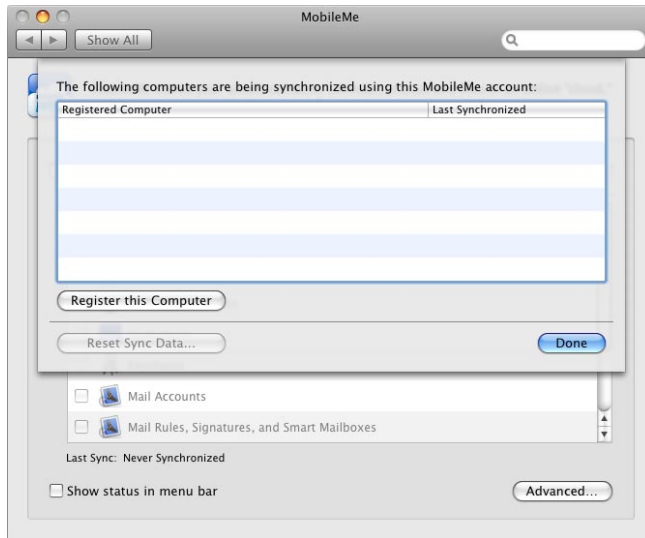 MobileMe
Show All
The following computers are being synchronized using this MobileMe account:
Registered Computer Last Synchronized
Register this Computer
Reset Sync Data... Done
Mail Accounts
Mail Rules, Signatures, and Smart Mailboxes
Last Sync: Never Synchronized
Show status in menu bar Advanced...